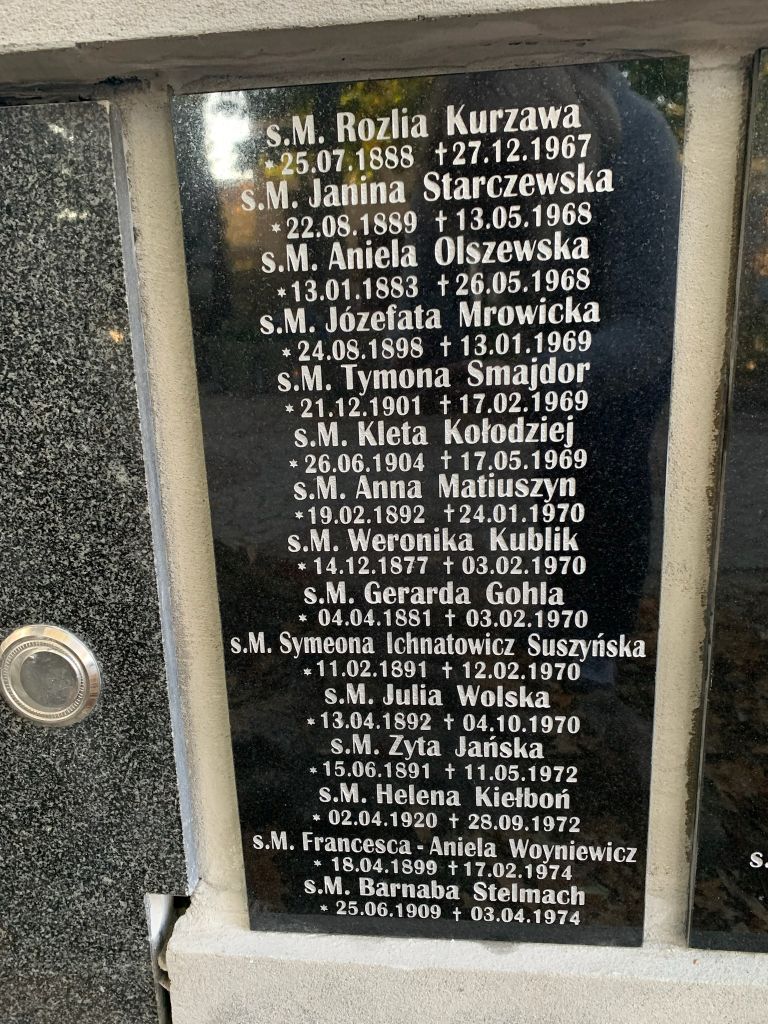 s.M. Rozlia Kurzawa
*25.07.1888 †27.12.1967
s.M. Janina Starczewska
*22.08.1889 †13.05.1968
s.M. Aniela Olszewska
*13.01.1883 †26.05.1968
s.M. Józefata Mrowicka
*24.08.1898 †13.01.1969
s.M. Tymona Smajdor
*21.12.1901 †17.02.1969
s.M. Kleta Kołodziej
*26.06.1904 †17.05.1969
s.M. Anna Matiuszyn
*19.02.1892 †24.01.1970
s.M. Weronika Kublik
*14.12.1877 †03.02.1970
s.M. Gerarda Gohla
*04.04.1881 †03.02.1970
s.M. Symeona Ichnatowicz Suszyńska
*11.02.1891 †12.02.1970
s.M. Julia Wolska
*13.04.1892 †04.10.1970
s.M. Zyta Jańska
*15.06.1891 †11.05.1972
s.M. Helena Kiełboń
*02.04.1920 †28.09.1972
s.M. Francesca - Aniela Woyniewicz
*18.04.1899 †17.02.1974
s.M. Barnaba Stelmach
*25.06.1909 †03.04.1974